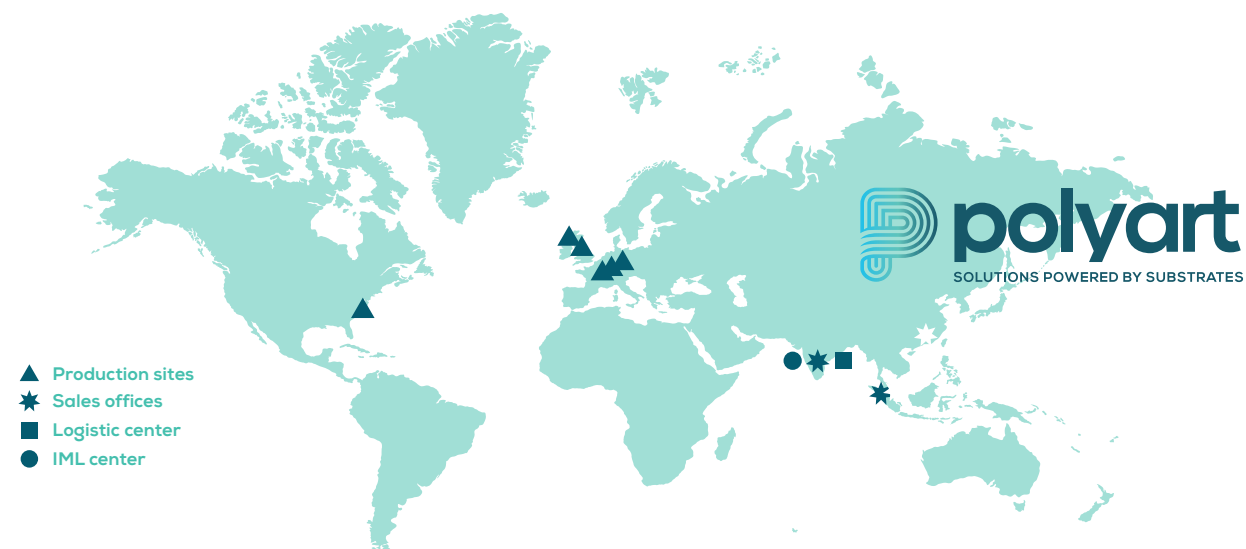 polyart
SOLUTIONS POWERED BY SUBSTRATES
Production sites
Sales offices
Logistic center
IML center